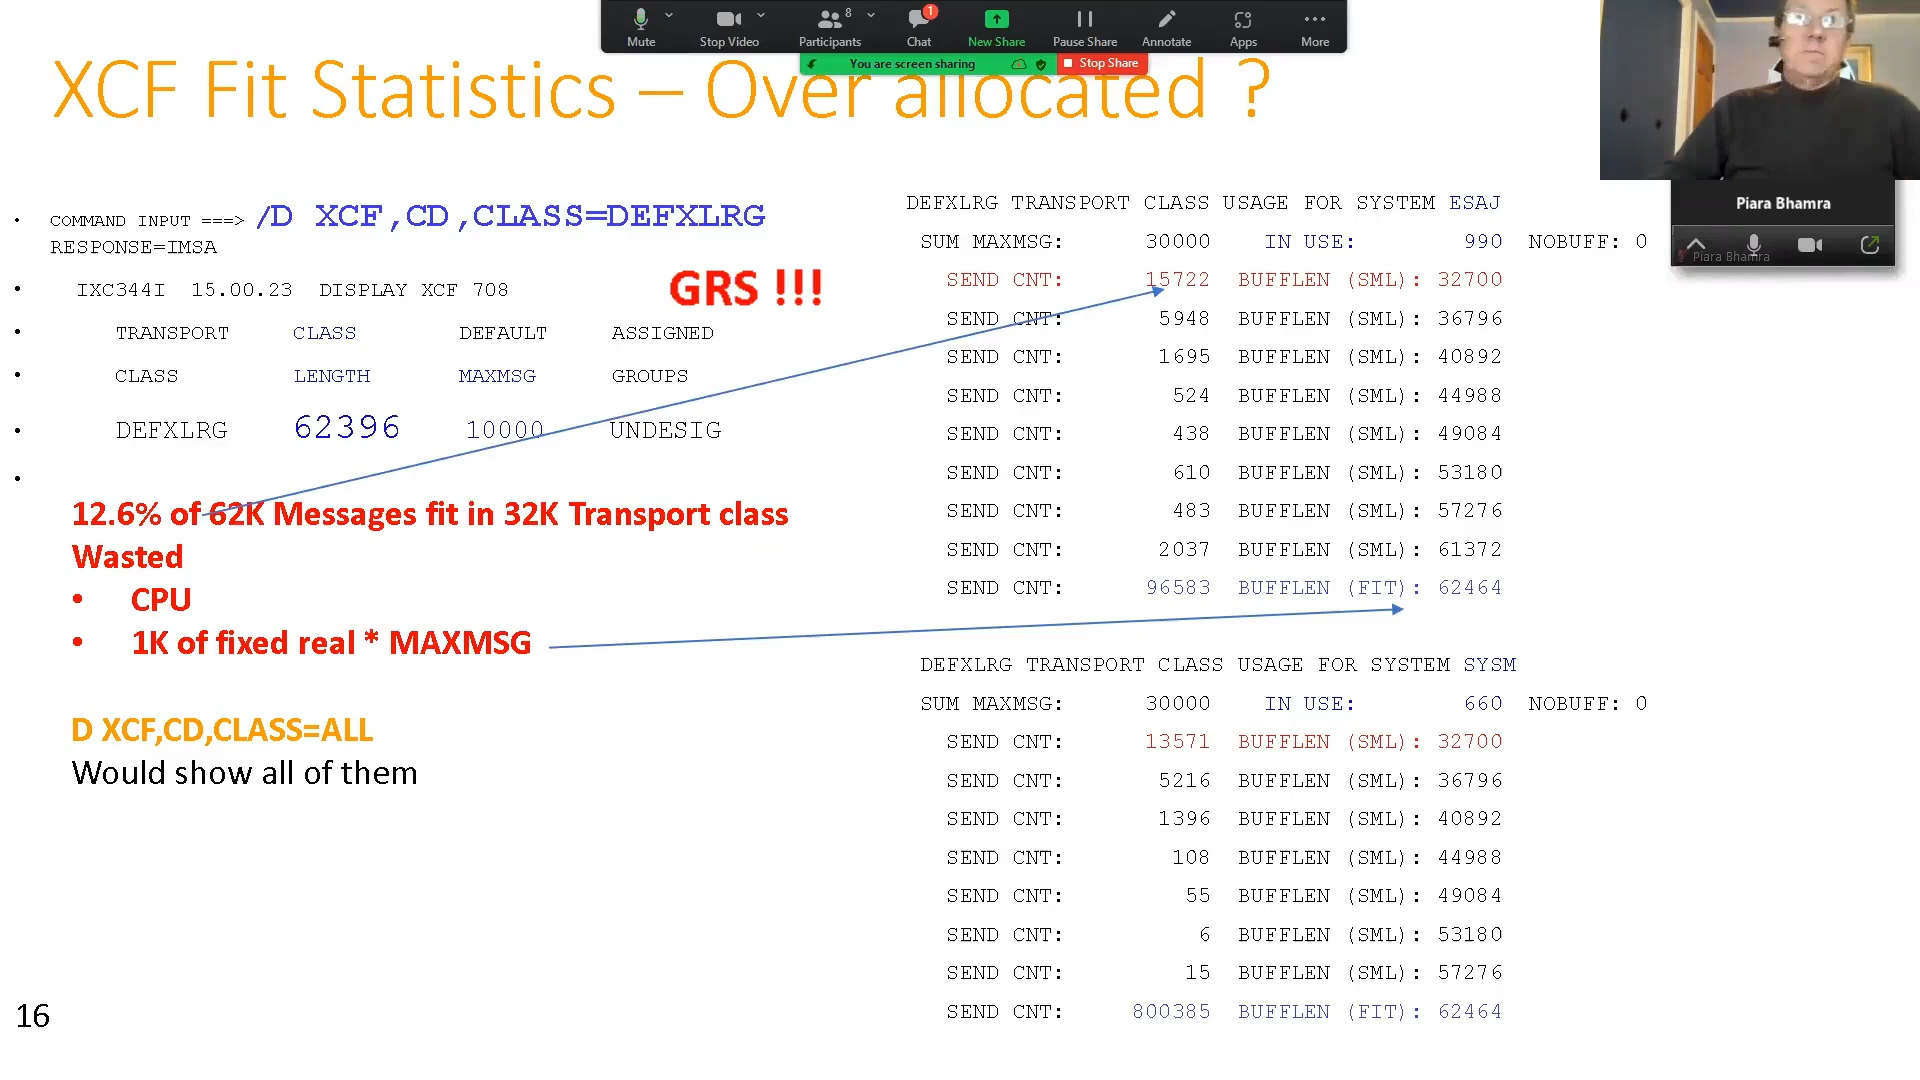 Mute
Stop Video
Participants
8
Chat
1
New Share
Pause Share
Annotate
Apps
More
You are screen sharing
Stop Share
XCF Fit Statistics – Over allocated ?
• COMMAND INPUT ===> /D XCF,CD,CLASS=DEFXLRG
RESPONSE=IMSA
• IXC344I 15.00.23 DISPLAY XCF 708
GRS !!!
• TRANSPORT CLASS DEFAULT ASSIGNED
• CLASS LENGTH MAXMSG GROUPS
• DEFXLRG 62396 10000 UNDESIG
•
12.6% of 62K Messages fit in 32K Transport class
Wasted
• CPU
• 1K of fixed real * MAXMSG
D XCF,CD,CLASS=ALL
Would show all of them
16
DEFXLRG TRANSPORT CLASS USAGE FOR SYSTEM ESAJ
SUM MAXMSG: 30000 IN USE: 990 NOBUFF: 0
SEND CNT: 15722 BUFFLEN (SML): 32700
SEND CNT: 5948 BUFFLEN (SML): 36796
SEND CNT: 1695 BUFFLEN (SML): 40892
SEND CNT: 524 BUFFLEN (SML): 44988
SEND CNT: 438 BUFFLEN (SML): 49084
SEND CNT: 610 BUFFLEN (SML): 53180
SEND CNT: 483 BUFFLEN (SML): 57276
SEND CNT: 2037 BUFFLEN (SML): 61372
SEND CNT: 96583 BUFFLEN (FIT): 62464
DEFXLRG TRANSPORT CLASS USAGE FOR SYSTEM SYSM
SUM MAXMSG: 30000 IN USE: 660 NOBUFF: 0
SEND CNT: 13571 BUFFLEN (SML): 32700
SEND CNT: 5216 BUFFLEN (SML): 36796
SEND CNT: 1396 BUFFLEN (SML): 40892
SEND CNT: 108 BUFFLEN (SML): 44988
SEND CNT: 55 BUFFLEN (SML): 49084
SEND CNT: 6 BUFFLEN (SML): 53180
SEND CNT: 15 BUFFLEN (SML): 57276
SEND CNT: 800385 BUFFLEN (FIT): 62464
Piara Bhamra
Piara Bhamra